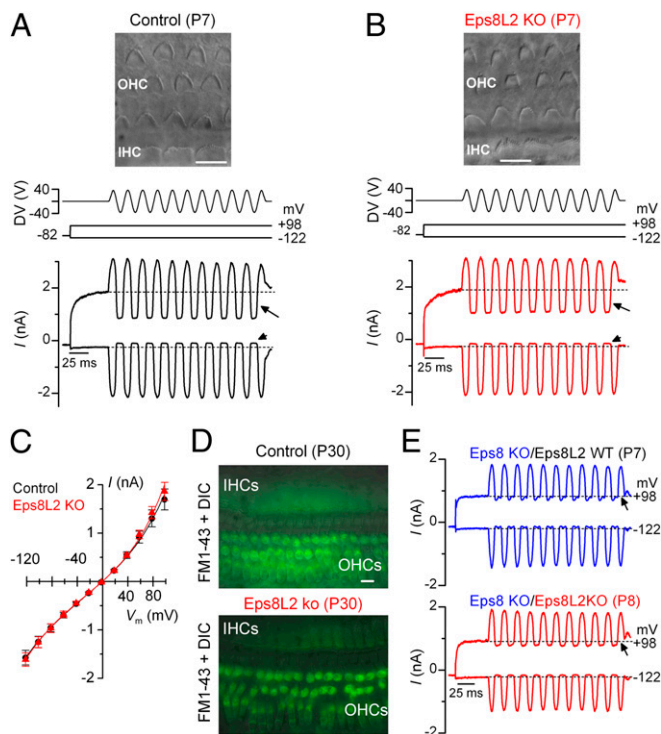 A
Control (P7)
OHC
IHC
DV (V)
40
-40
mV
+98
-82
-122
I (nA)
2
0
-2
25 ms
B
Eps8L2 KO (P7)
OHC
IHC
DV (V)
40
-40
mV
+98
-82
-122
I (nA)
2
0
-2
25 ms
C
Control
Eps8L2 KO
I (nA)
2
1
-120
-40
40
80
Vm (mV)
-1
-2
D
Control (P30)
FM1-43 + DIC
IHCs
OHCs
Eps8L2 ko (P30)
FM1-43 + DIC
IHCs
OHCs
E
Eps8 KO/Eps8L2 WT (P7)
I (nA)
2
0
-2
mV
+98
-122
Eps8 KO/Eps8L2KO (P8)
I (nA)
2
0
-2
mV
+98
-122
25 ms